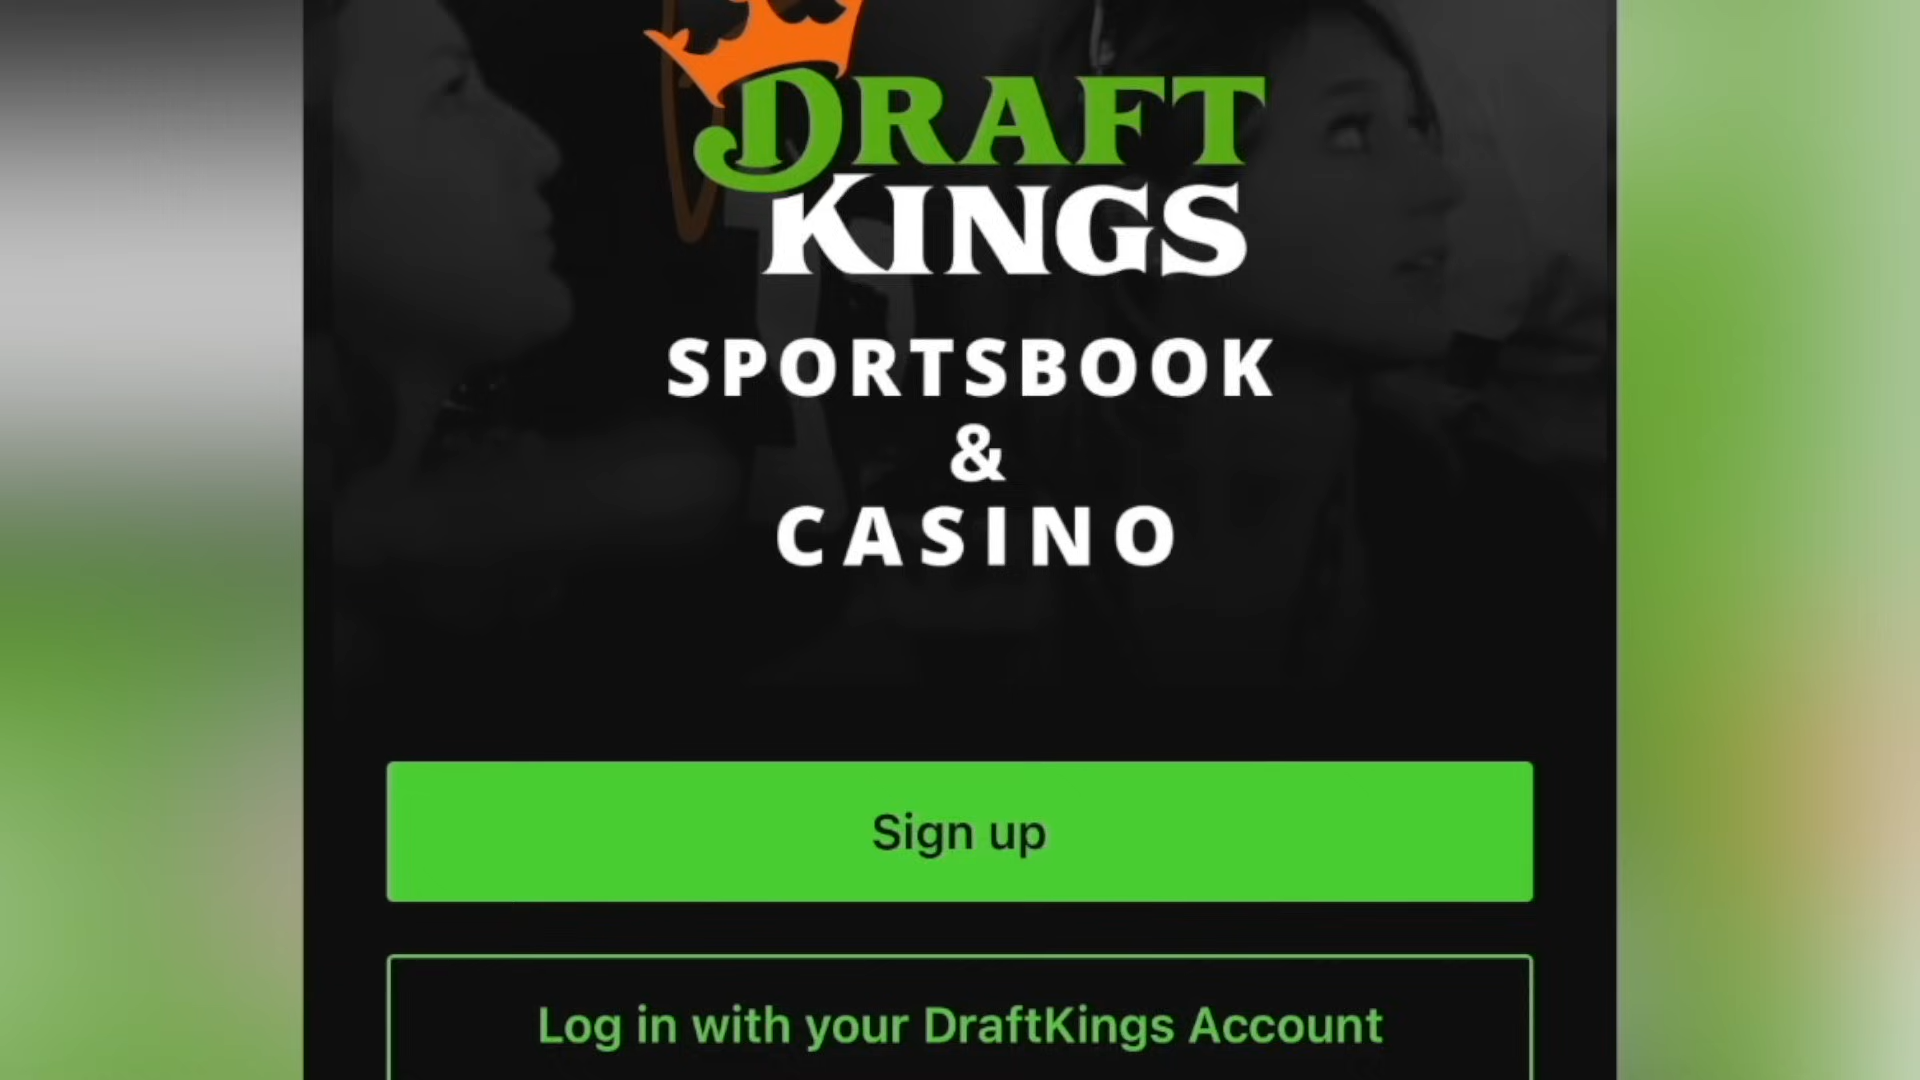 DRAFT
KINGS
SPORTSBOOK
&
CASINO
Sign up
Log in with your DraftKings Account